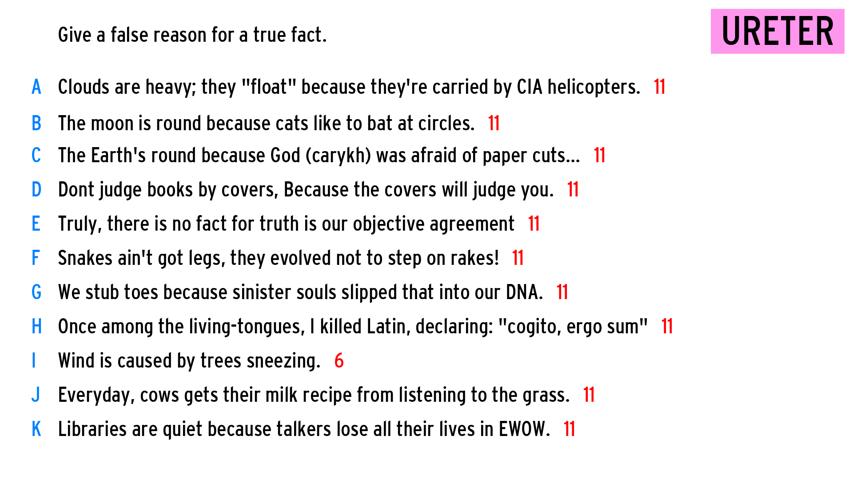 Give a false reason for a true fact.
URETER
A Clouds are heavy; they "float" because they're carried by CIA helicopters. 11
B The moon is round because cats like to bat at circles. 11
C The Earth's round because God (carykh) was afraid of paper cuts... 11
D Dont judge books by covers, Because the covers will judge you. 11
E Truly, there is no fact for truth is our objective agreement 11
F Snakes ain't got legs, they evolved not to step on rakes! 11
G We stub toes because sinister souls slipped that into our DNA. 11
H Once among the living-tongues, I killed Latin, declaring: "cogito, ergo sum" 11
I Wind is caused by trees sneezing. 6
J Everyday, cows gets their milk recipe from listening to the grass. 11
K Libraries are quiet because talkers lose all their lives in EWOW. 11